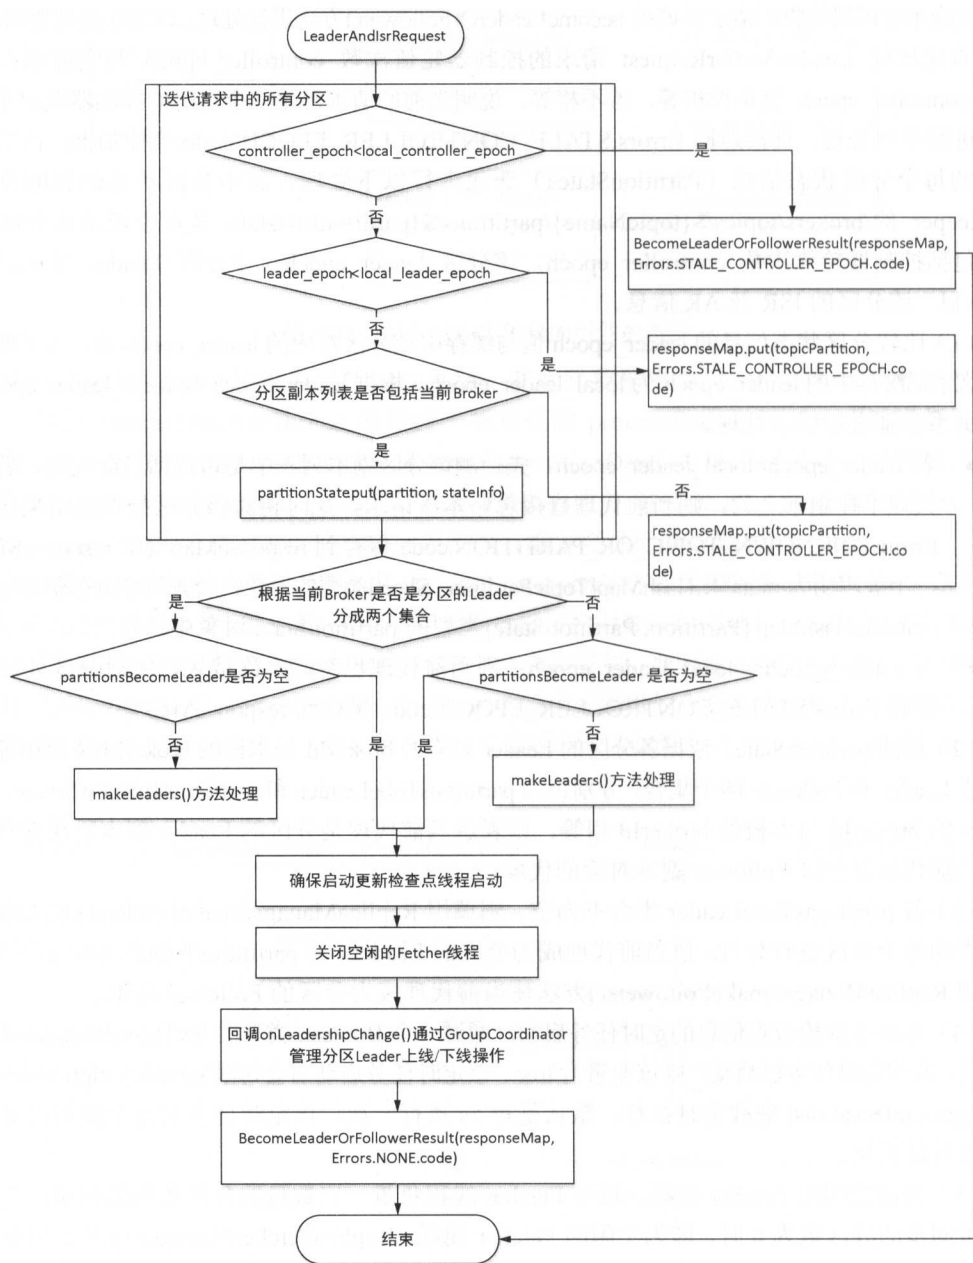 LeaderAndIsrRequest
迭代请求中的所有分区
controller_epoch<local_controller_epoch
是
否
BecomeLeaderOrFollowerResult(responseMap,
Errors.STALE_CONTROLLER_EPOCH.code)
leader_epoch<local_leader_epoch
否
是
responseMap.put(topicPartition,
Errors.STALE_CONTROLLER_EPOCH.co
de)
分区副本列表是否包括当前Broker
是
partitionStateput(partition, stateInfo)
否
responseMap.put(topicPartition,
Errors.STALE_CONTROLLER_EPOCH.co
de)
根据当前Broker是否是分区的Leader
分成两个集合
是
否
partitionsBecomeLeader是否为空
partitionsBecomeLeader 是否为空
否
是
是
否
makeLeaders()方法处理
makeLeaders()方法处理
确保启动更新检查点线程启动
关闭空闲的Fetcher线程
回调onLeadershipChange()通过GroupCoordinator
管理分区Leader上线/下线操作
BecomeLeaderOrFollowerResult(responseMap,
Errors.NONE.code)
结束